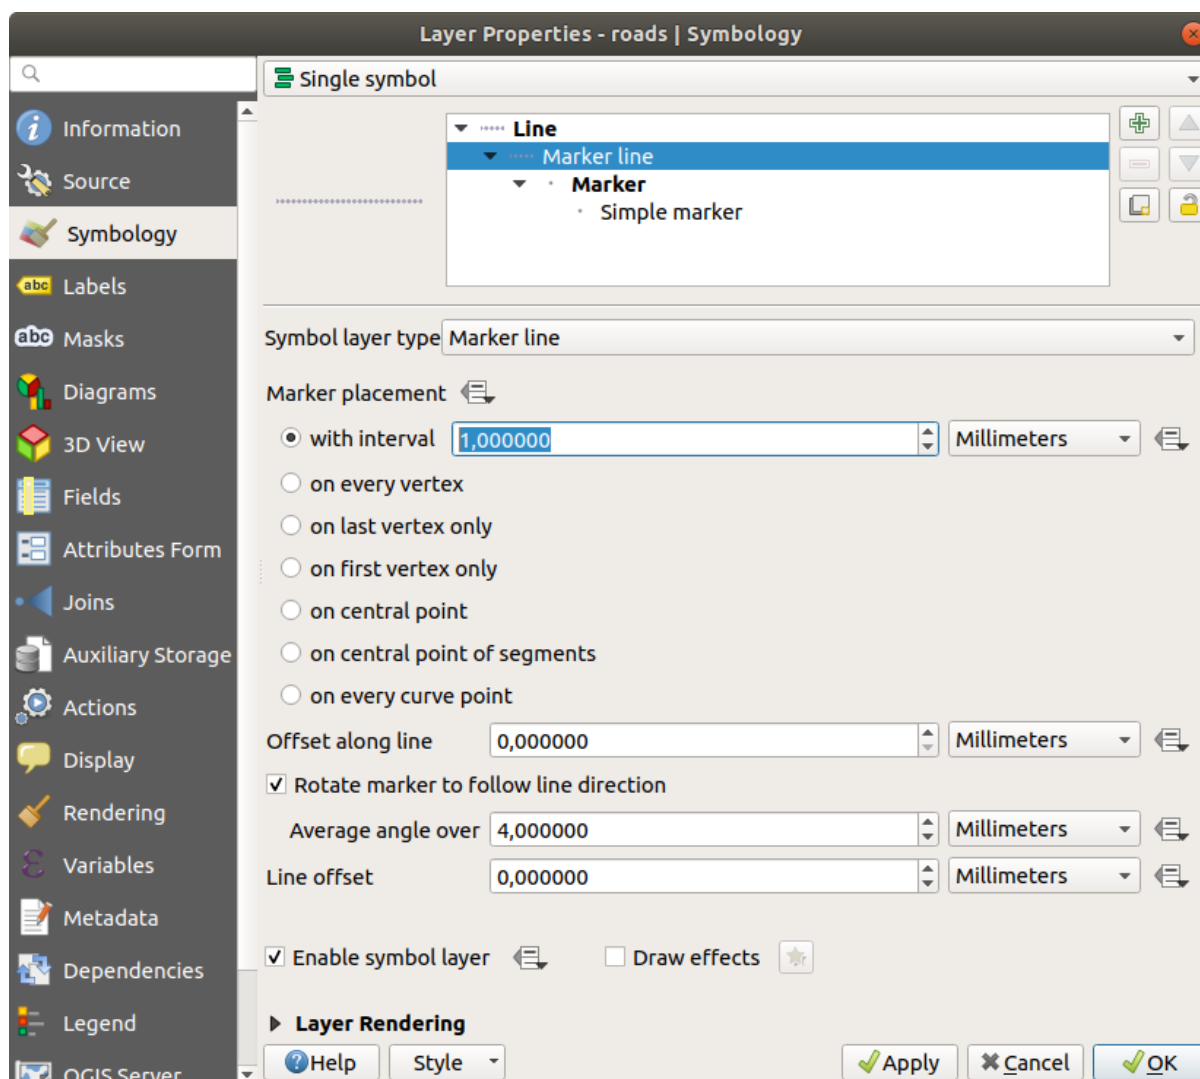 Layer Properties - roads | Symbology
Information
Source
Symbology
abc Labels
abc Masks
Diagrams
3D View
Fields
Attributes Form
Joins
Auxiliary Storage
Actions
Display
Rendering
Variables
Metadata
Dependencies
Legend
QGIS Server
Single symbol
Line
Marker line
Marker
Simple marker
Symbol layer type Marker line
Marker placement
with interval 1,000000 Millimeters
on every vertex
on last vertex only
on first vertex only
on central point
on central point of segments
on every curve point
Offset along line 0,000000 Millimeters
Rotate marker to follow line direction
Average angle over 4,000000 Millimeters
Line offset 0,000000 Millimeters
Enable symbol layer Draw effects
Layer Rendering
Help Style Apply Cancel OK